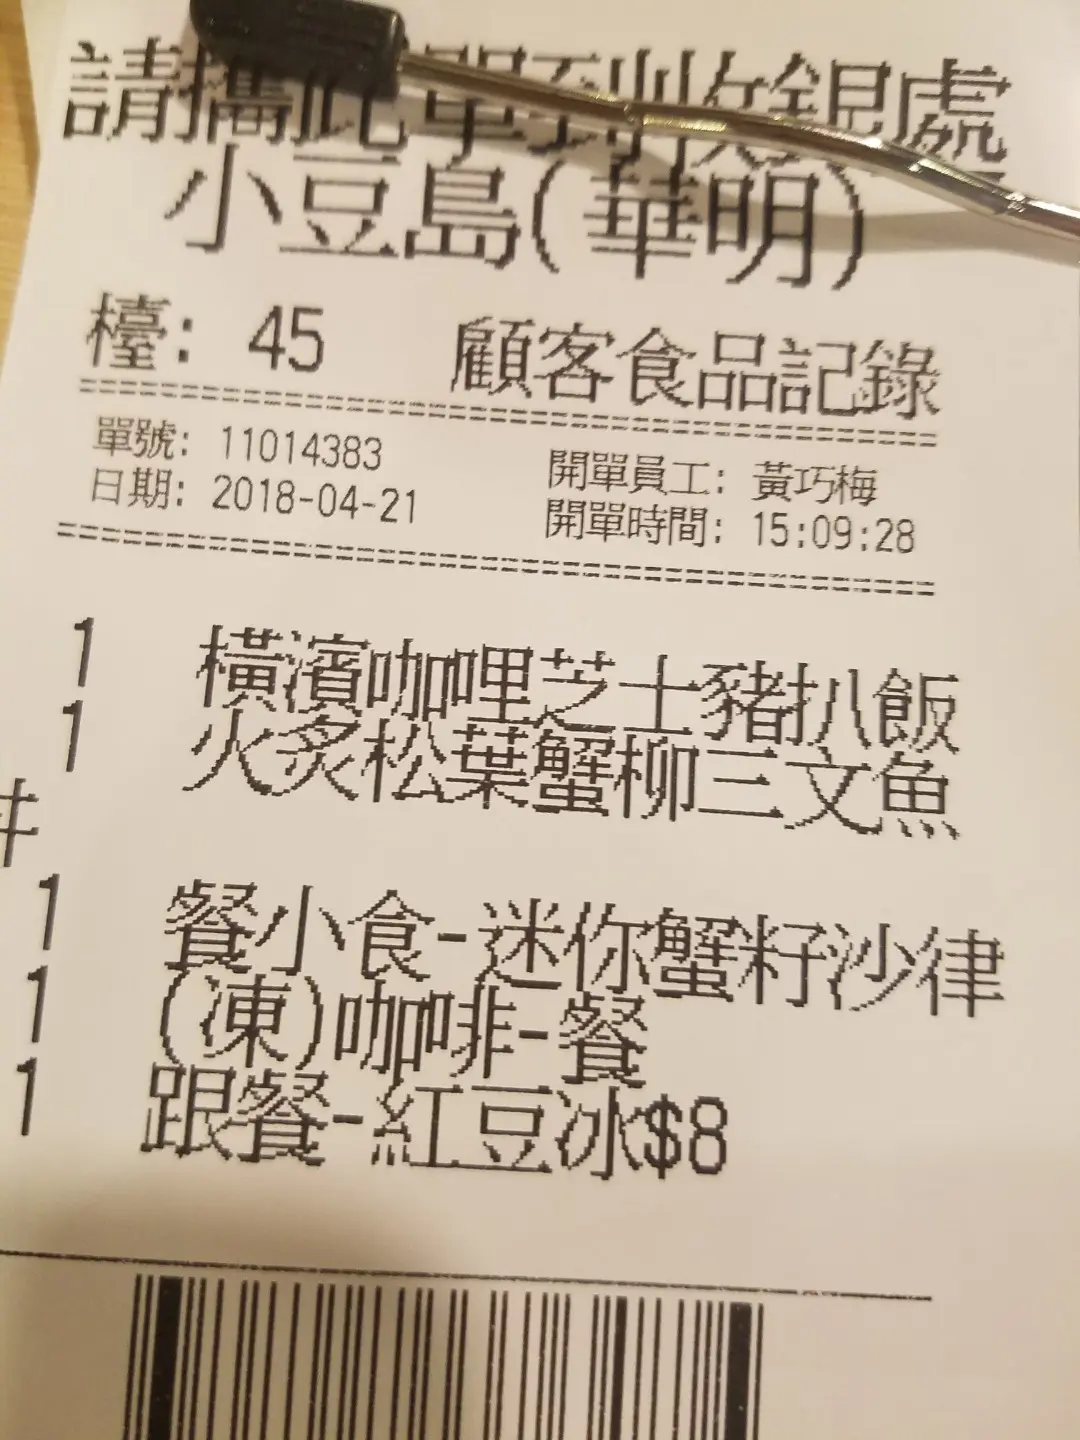 請攜此單到收銀處
小豆島(華明)
檯: 45 顧客食品記錄
單號: 11014383 開單員工: 黃巧梅
日期: 2018-04-21 開單時間: 15:09:28
1 橫濱咖哩芝士豬扒飯
1 火炙松葉蟹柳三文魚
丼
1 餐小食-迷你蟹籽沙律
1 (凍)咖啡-餐
1 跟餐-紅豆冰$8